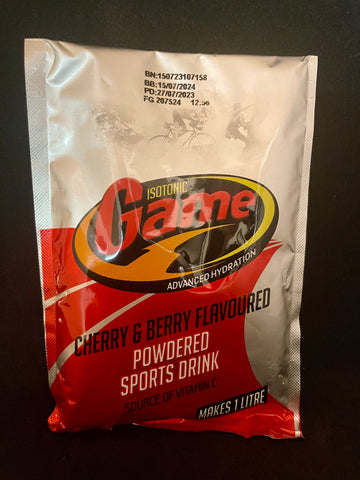 BN:150723107158
BB:15/07/2024
PD:27/07/2023
FG 207524 12.56
ISOTONIC
Game
ADVANCED HYDRATION
CHERRY & BERRY FLAVOURED
POWDERED
SPORTS DRINK
SOURCE OF VITAMIN C
MAKES 1 LITRE